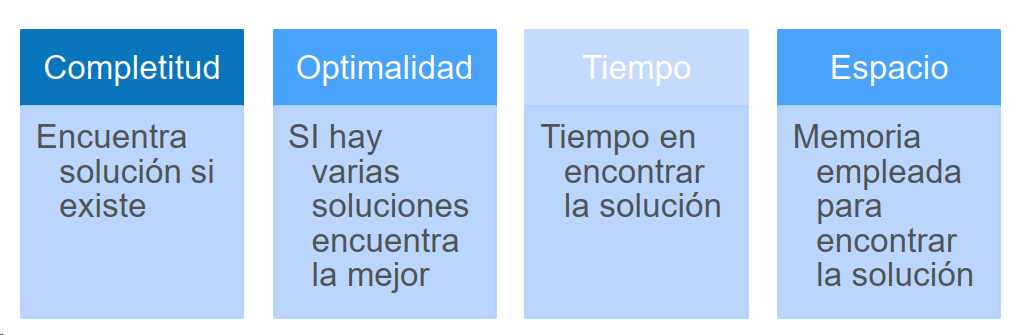 Completitud
Encuentra
solución si
existe
Optimalidad
SI hay
varias
soluciones
encuentra
la mejor
Tiempo
Tiempo en
encontrar
la solución
Espacio
Memoria
empleada
para
encontrar
la solución